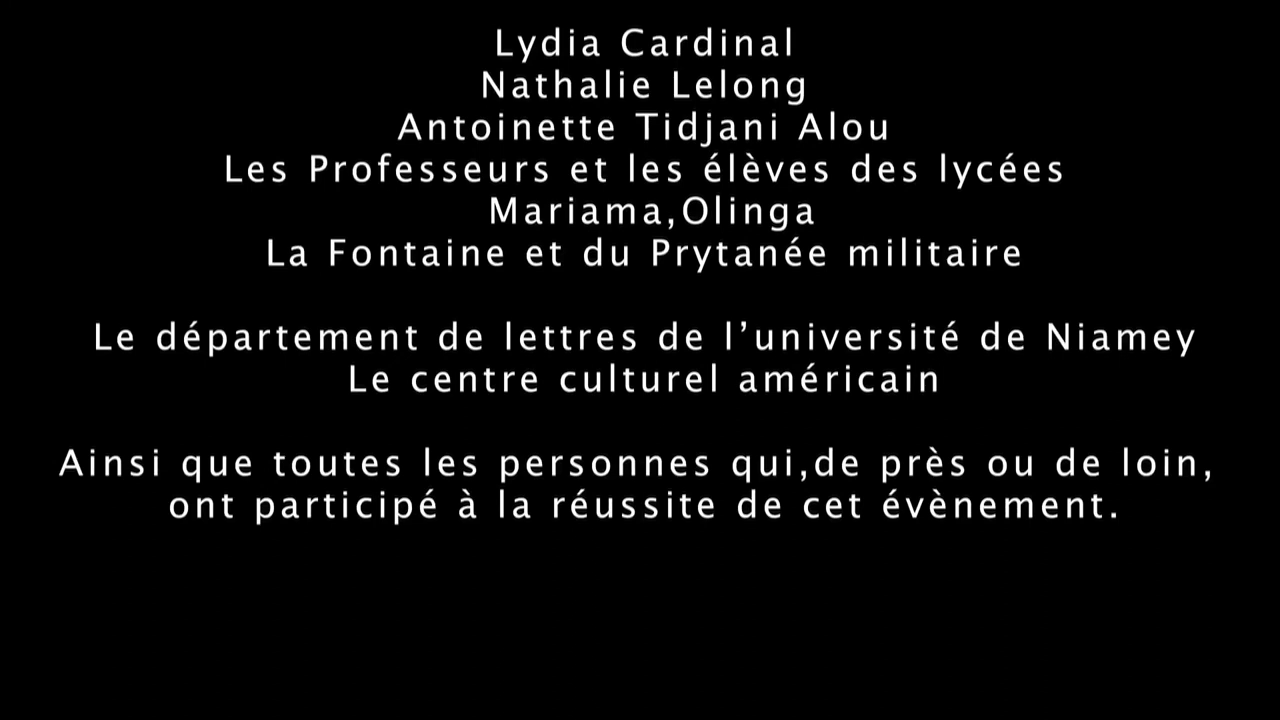 Lydia Cardinal
Nathalie Lelong
Antoinette Tidjani Alou
Les Professeurs et les élèves des lycées
Mariama,Olinga
La Fontaine et du Prytanée militaire
Le département de lettres de l’université de Niamey
Le centre culturel américain
Ainsi que toutes les personnes qui,de près ou de loin,
ont participé à la réussite de cet évènement.